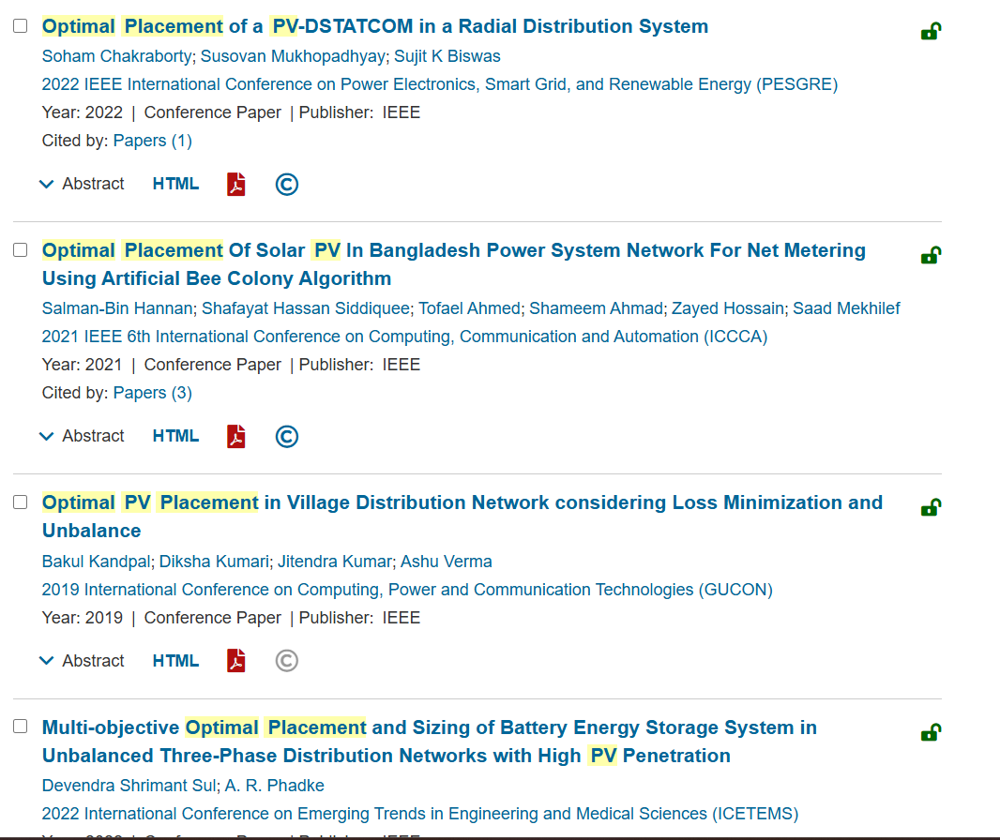 Optimal Placement of a PV-DSTATCOM in a Radial Distribution System
Soham Chakraborty; Susovan Mukhopadhyay; Sujit K Biswas
2022 IEEE International Conference on Power Electronics, Smart Grid, and Renewable Energy (PESGRE)
Year: 2022 | Conference Paper | Publisher: IEEE
Cited by: Papers (1)
Abstract HTML ©
Optimal Placement Of Solar PV In Bangladesh Power System Network For Net Metering
Using Artificial Bee Colony Algorithm
Salman-Bin Hannan; Shafayat Hassan Siddiquee; Tofael Ahmed; Shameem Ahmad; Zayed Hossain; Saad Mekhilef
2021 IEEE 6th International Conference on Computing, Communication and Automation (ICCCA)
Year: 2021 | Conference Paper | Publisher: IEEE
Cited by: Papers (3)
Abstract HTML ©
Optimal PV Placement in Village Distribution Network considering Loss Minimization and
Unbalance
Bakul Kandpal; Diksha Kumari; Jitendra Kumar; Ashu Verma
2019 International Conference on Computing, Power and Communication Technologies (GUCON)
Year: 2019 | Conference Paper | Publisher: IEEE
Abstract HTML ©
Multi-objective Optimal Placement and Sizing of Battery Energy Storage System in
Unbalanced Three-Phase Distribution Networks with High PV Penetration
Devendra Shrimant Sul; A. R. Phadke
2022 International Conference on Emerging Trends in Engineering and Medical Sciences (ICETEMS)